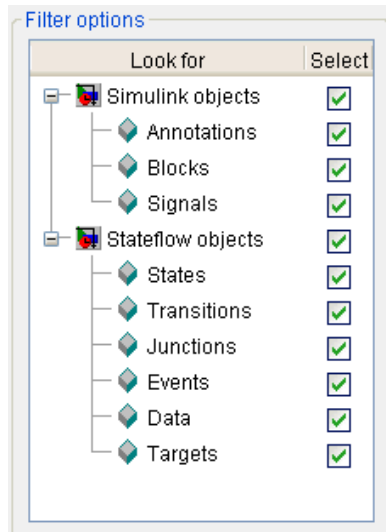 Filter options
Look for Select
Simulink objects
Annotations
Blocks
Signals
Stateflow objects
States
Transitions
Junctions
Events
Data
Targets